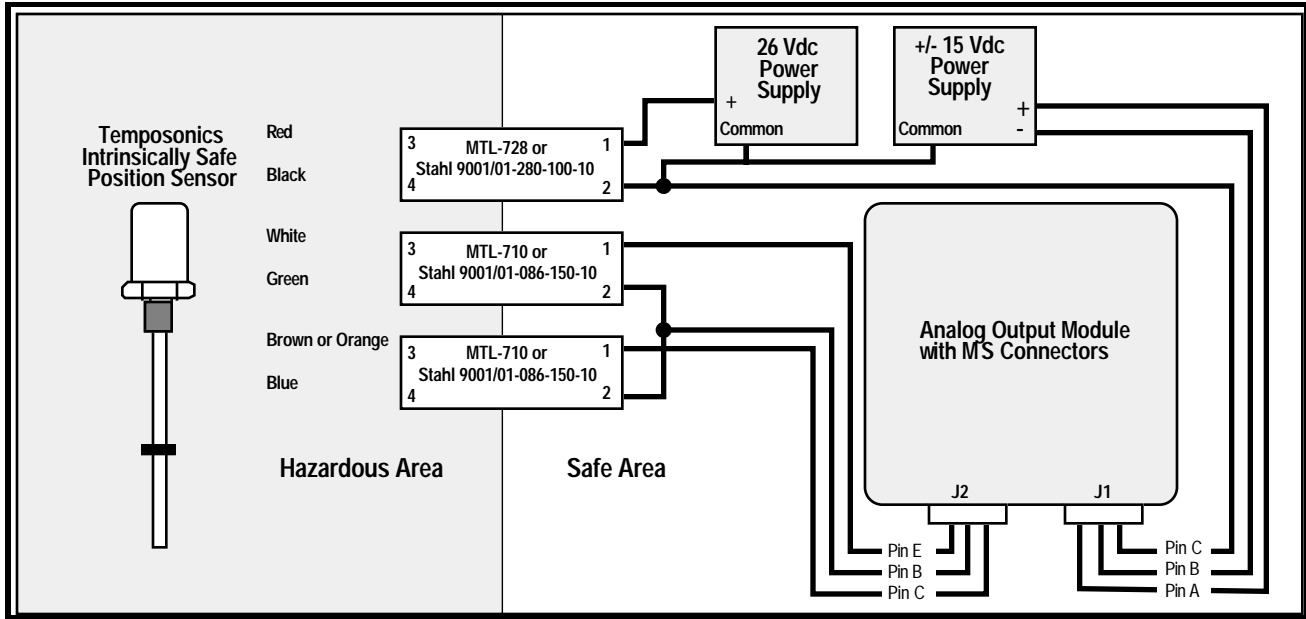 26 Vdc
Power
Supply
+
Common
+/- 15 Vdc
Power
Supply
+
Common
-
Temposonics
Intrinsically Safe
Position Sensor
Red
Black
3
MTL-728 or
1
Stahl 9001/01-280-100-10
4
2
White
Green
3
MTL-710 or
1
Stahl 9001/01-086-150-10
4
2
Brown or Orange
Blue
3
MTL-710 or
1
Stahl 9001/01-086-150-10
4
2
Analog Output Module
with MS Connectors
Hazardous Area
Safe Area
J2
J1
Pin E
Pin B
Pin C
Pin C
Pin B
Pin A